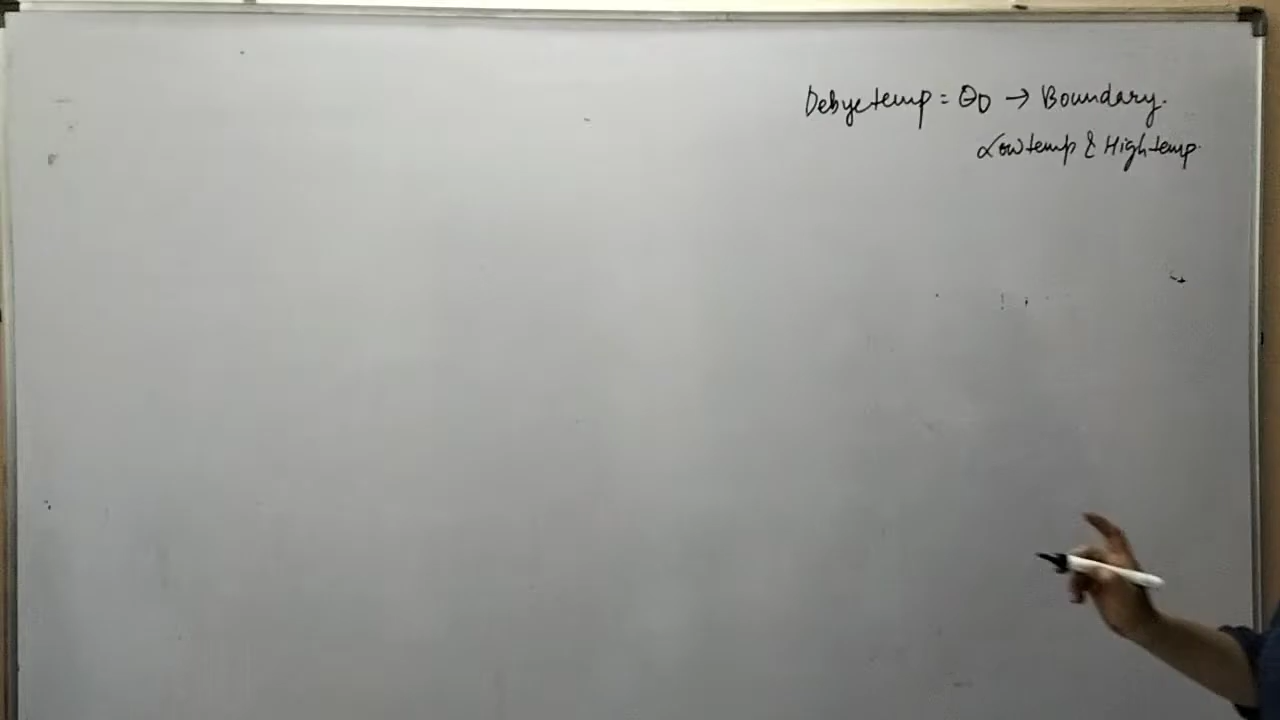 Debye temp = θD → Boundary.
Low temp & High temp.